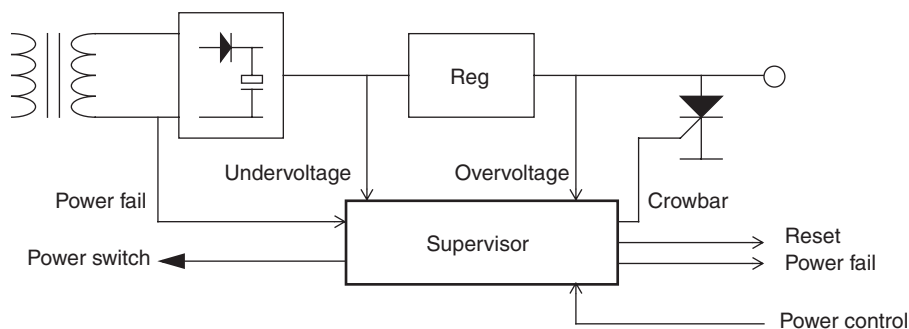 Reg
Undervoltage
Overvoltage
Power fail
Crowbar
Supervisor
Reset
Power switch
Power fail
Power control